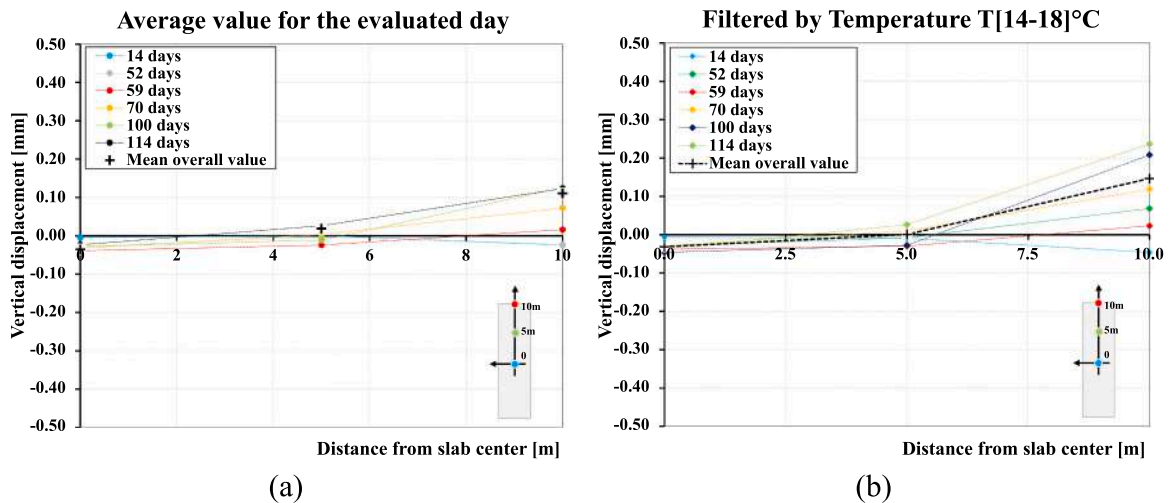 Average value for the evaluated day
0.50
0.40
0.30
0.20
0.10
0.00
-0.10
-0.20
-0.30
-0.40
-0.50
Vertical displacement [mm]
14 days
52 days
59 days
70 days
100 days
114 days
Mean overall value
0
2
4
6
8
10
10m
5m
0
Distance from slab center [m]
(a)
Filtered by Temperature T[14-18]°C
0.50
0.40
0.30
0.20
0.10
0.00
-0.10
-0.20
-0.30
-0.40
-0.50
Vertical displacement [mm]
14 days
52 days
59 days
70 days
100 days
114 days
Mean overall value
0.0
2.5
5.0
7.5
10.0
10m
5m
0
Distance from slab center [m]
(b)